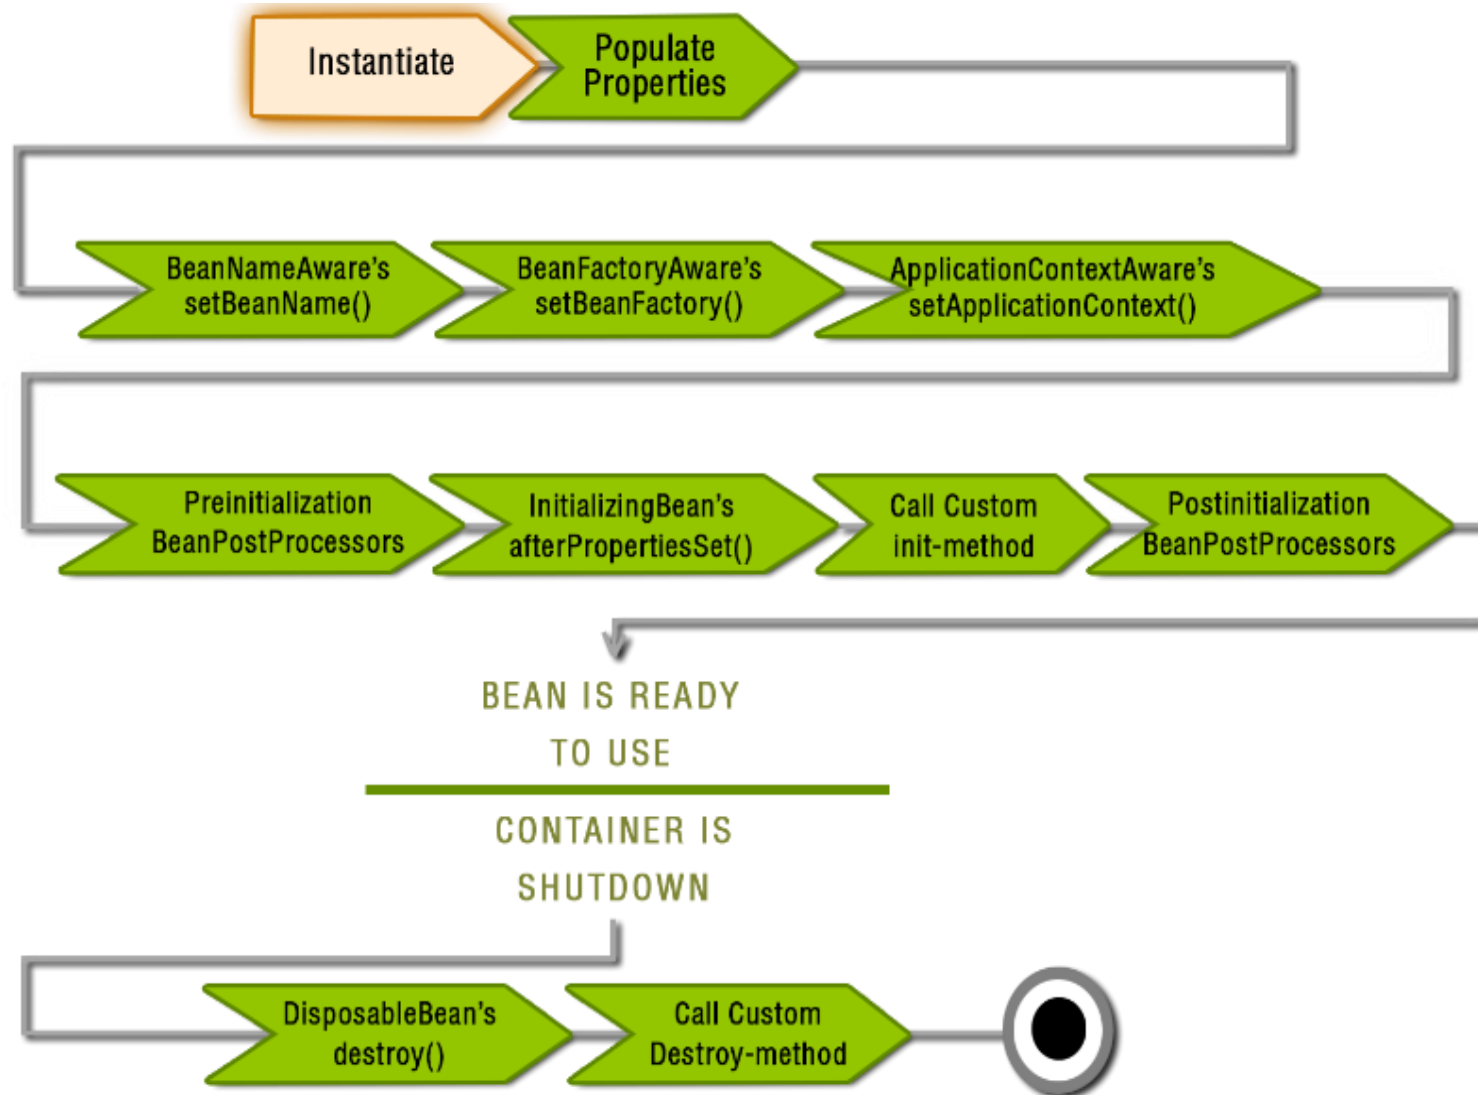 Instantiate
Populate
Properties
BeanNameAware's
setBeanName()
BeanFactoryAware's
setBeanFactory()
ApplicationContextAware's
setApplicationContext()
Preinitialization
BeanPostProcessors
InitializingBean's
afterPropertiesSet()
Call Custom
init-method
Postinitialization
BeanPostProcessors
BEAN IS READY
TO USE
CONTAINER IS
SHUTDOWN
DisposableBean's
destroy()
Call Custom
Destroy-method